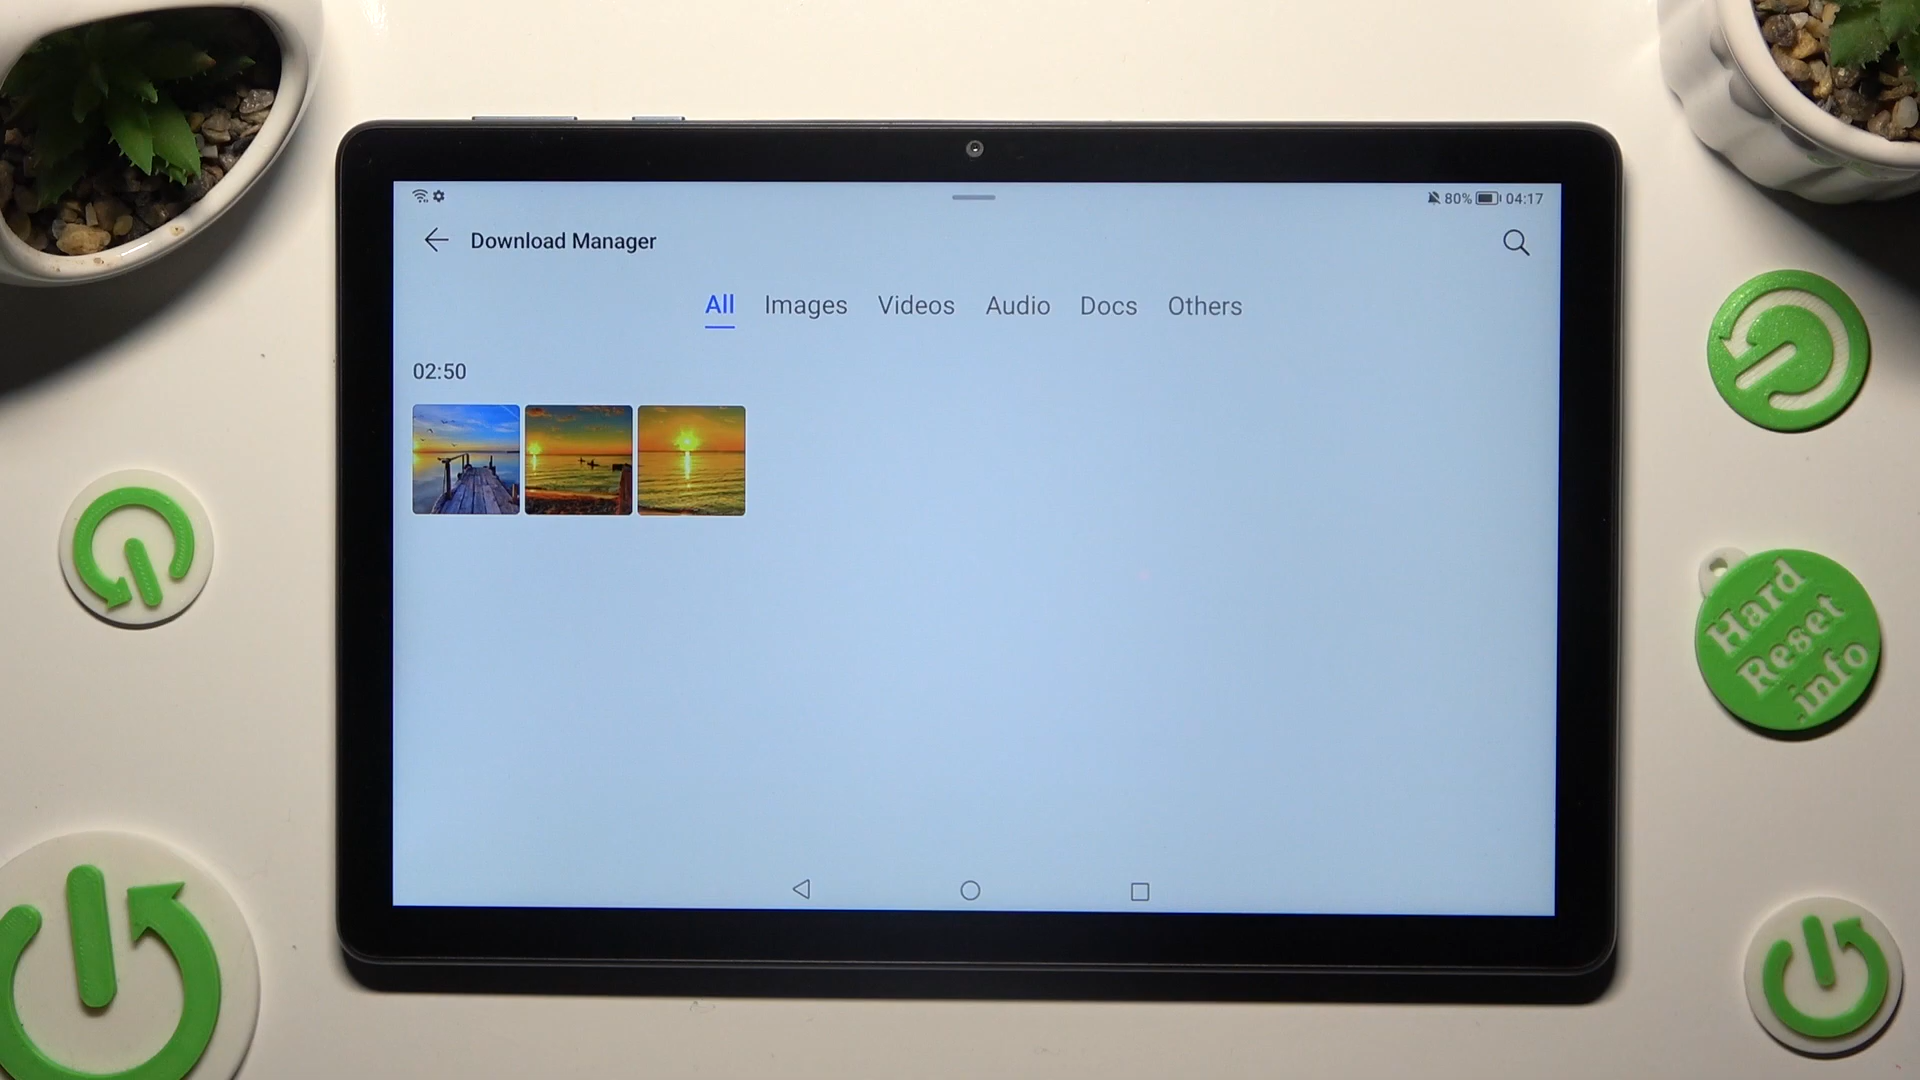 80% 04:17
Download Manager
All Images Videos Audio Docs Others
02:50
Hard
Reset
.info